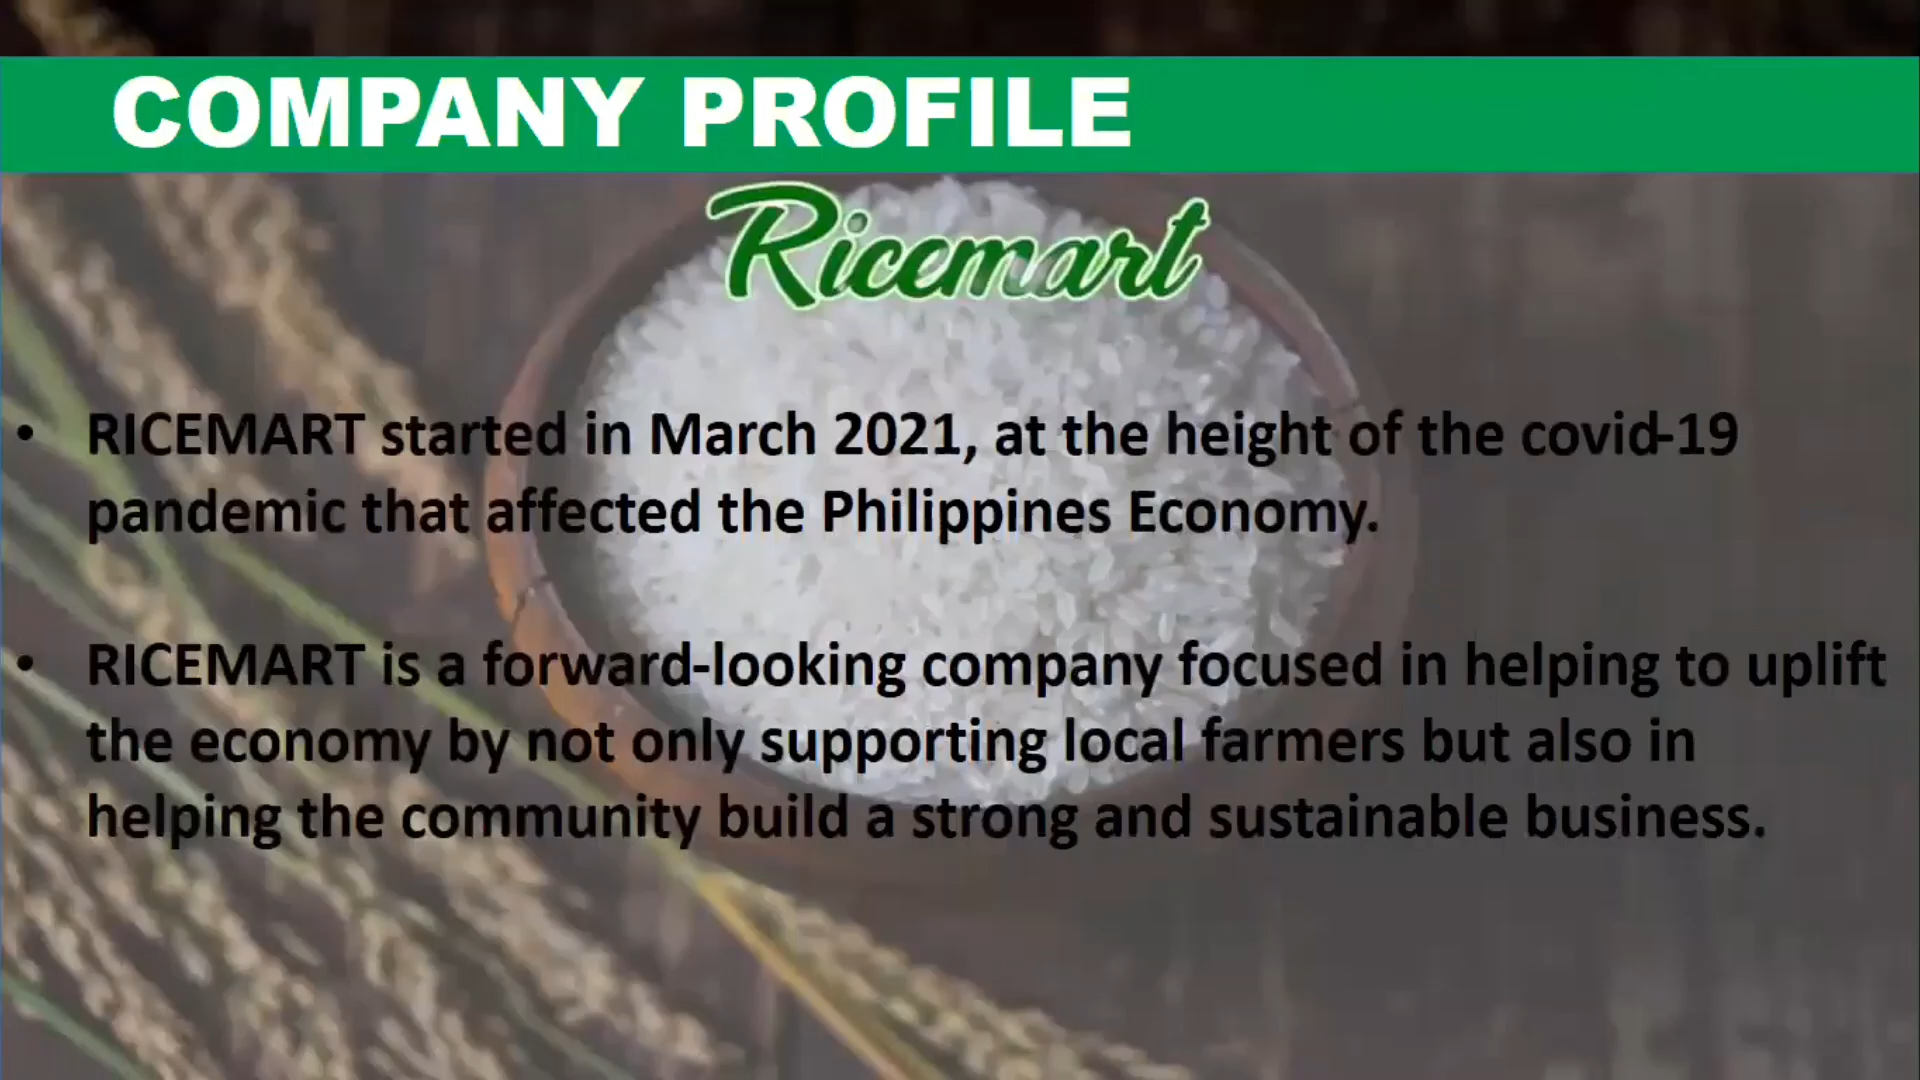 COMPANY PROFILE
Ricemart
• RICEMART started in March 2021, at the height of the covid-19
pandemic that affected the Philippines Economy.
• RICEMART is a forward-looking company focused in helping to uplift
the economy by not only supporting local farmers but also in
helping the community build a strong and sustainable business.